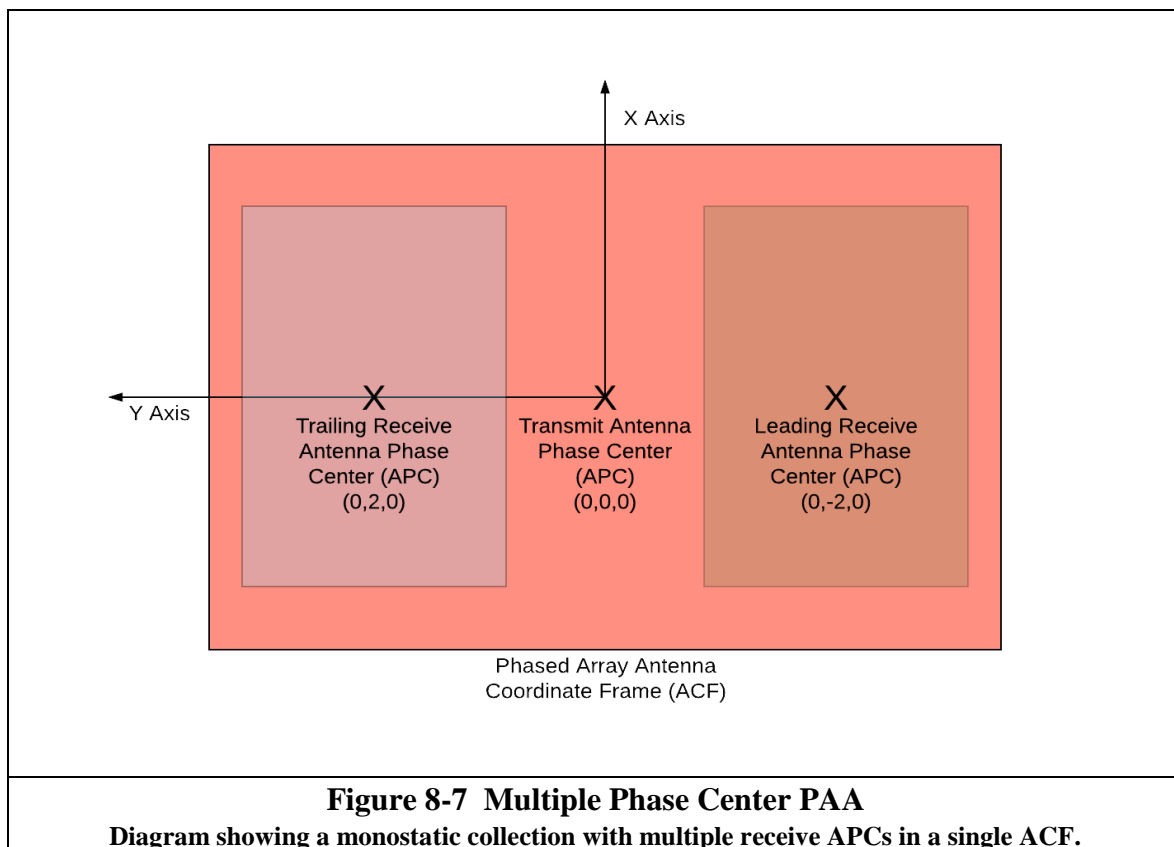 X Axis
Y Axis
X
Trailing Receive
Antenna Phase
Center (APC)
(0,2,0)
X
Transmit Antenna
Phase Center
(APC)
(0,0,0)
X
Leading Receive
Antenna Phase
Center (APC)
(0,-2,0)
Phased Array Antenna
Coordinate Frame (ACF)
Figure 8-7 Multiple Phase Center PAA
Diagram showing a monostatic collection with multiple receive APCs in a single ACF.